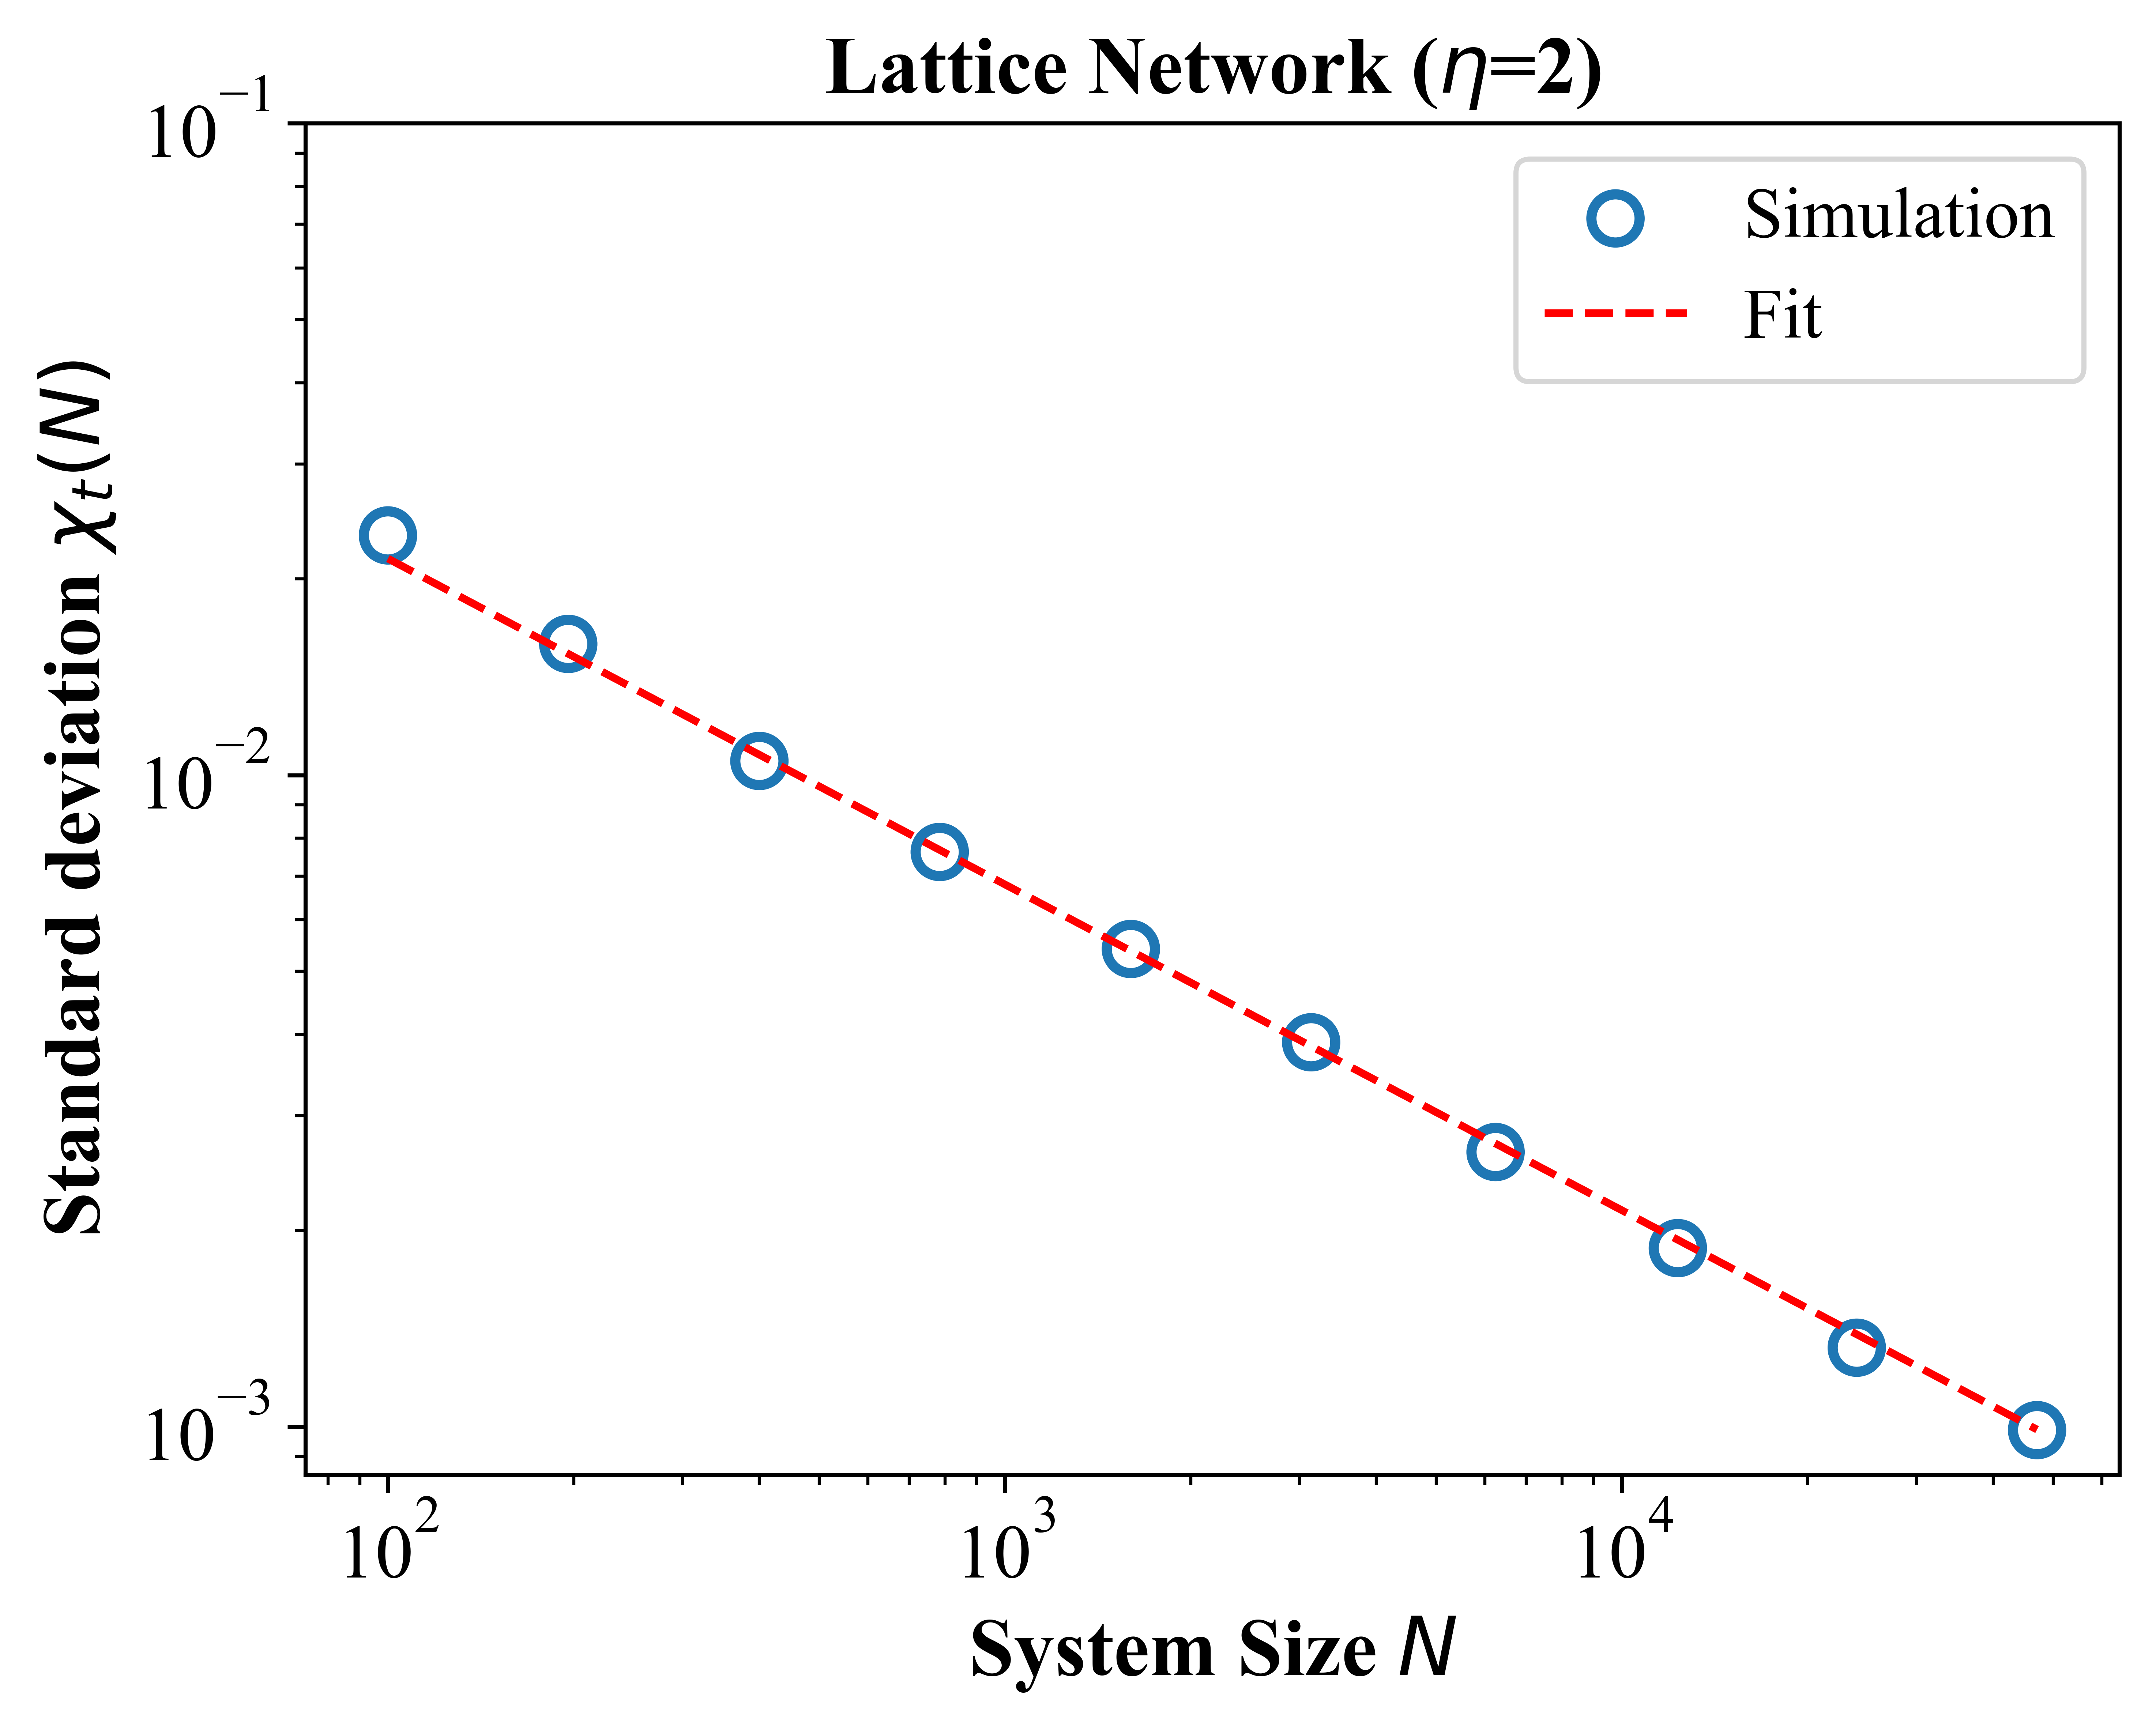 Lattice Network (η=2)
10⁻¹
Simulation
Fit
Standard deviation χₜ(N)
10⁻²
10⁻³
10² 10³ 10⁴
System Size N